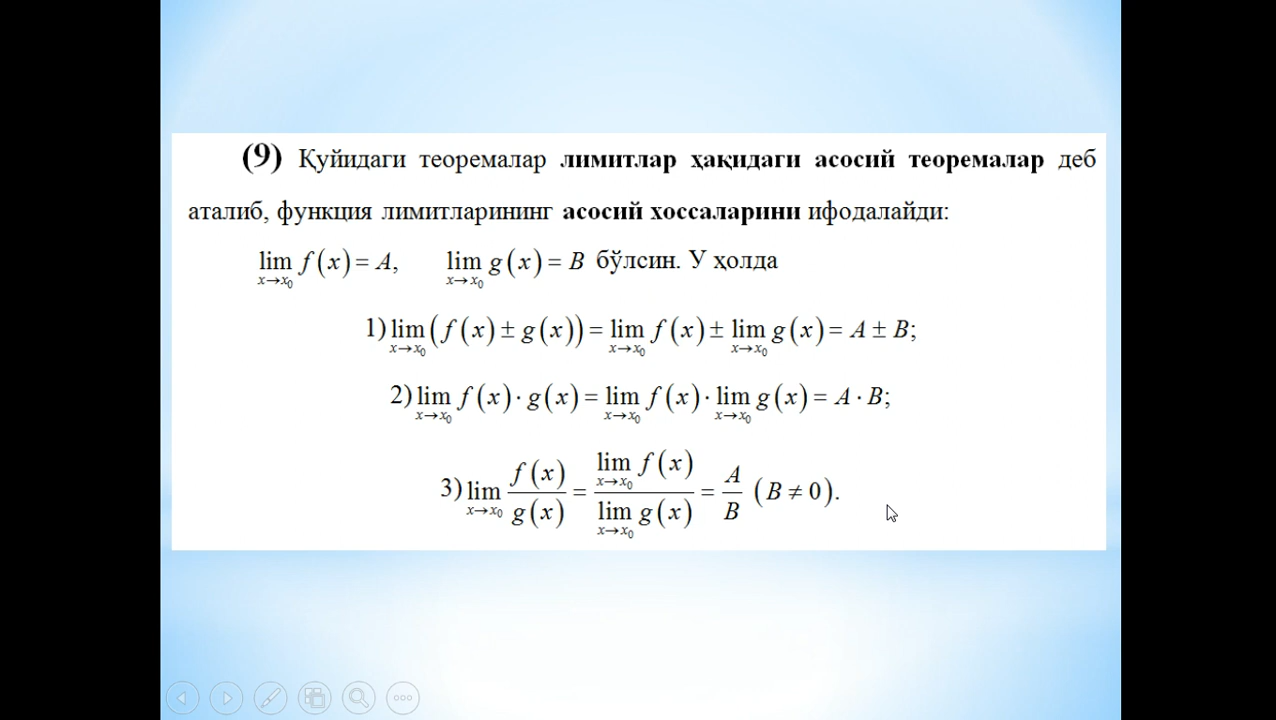 (9) Қуйидаги теоремалар лимитлар ҳақидаги асосий теоремалар деб
аталиб, функция лимитларининг асосий хоссаларини ифодалайди:
lim_{x→x₀} f(x) = A, lim_{x→x₀} g(x) = B бўлсин. У ҳолда
1) lim_{x→x₀} (f(x) ± g(x)) = lim_{x→x₀} f(x) ± lim_{x→x₀} g(x) = A ± B;
2) lim_{x→x₀} f(x) · g(x) = lim_{x→x₀} f(x) · lim_{x→x₀} g(x) = A · B;
3) lim_{x→x₀} f(x)/g(x) = lim_{x→x₀} f(x) / lim_{x→x₀} g(x) = A/B (B ≠ 0).